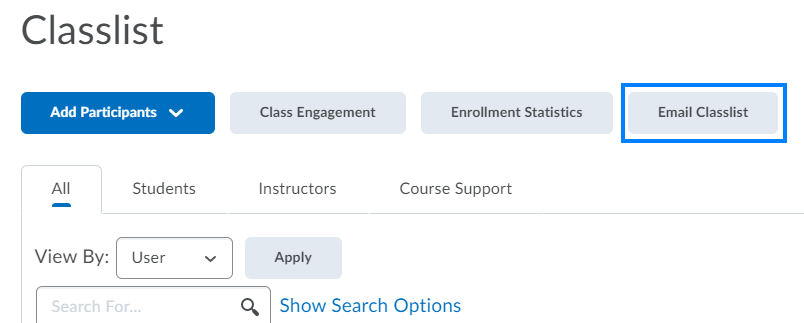 Classlist
Add Participants Class Engagement Enrollment Statistics Email Classlist
All Students Instructors Course Support
View By: User Apply
Search For... Show Search Options